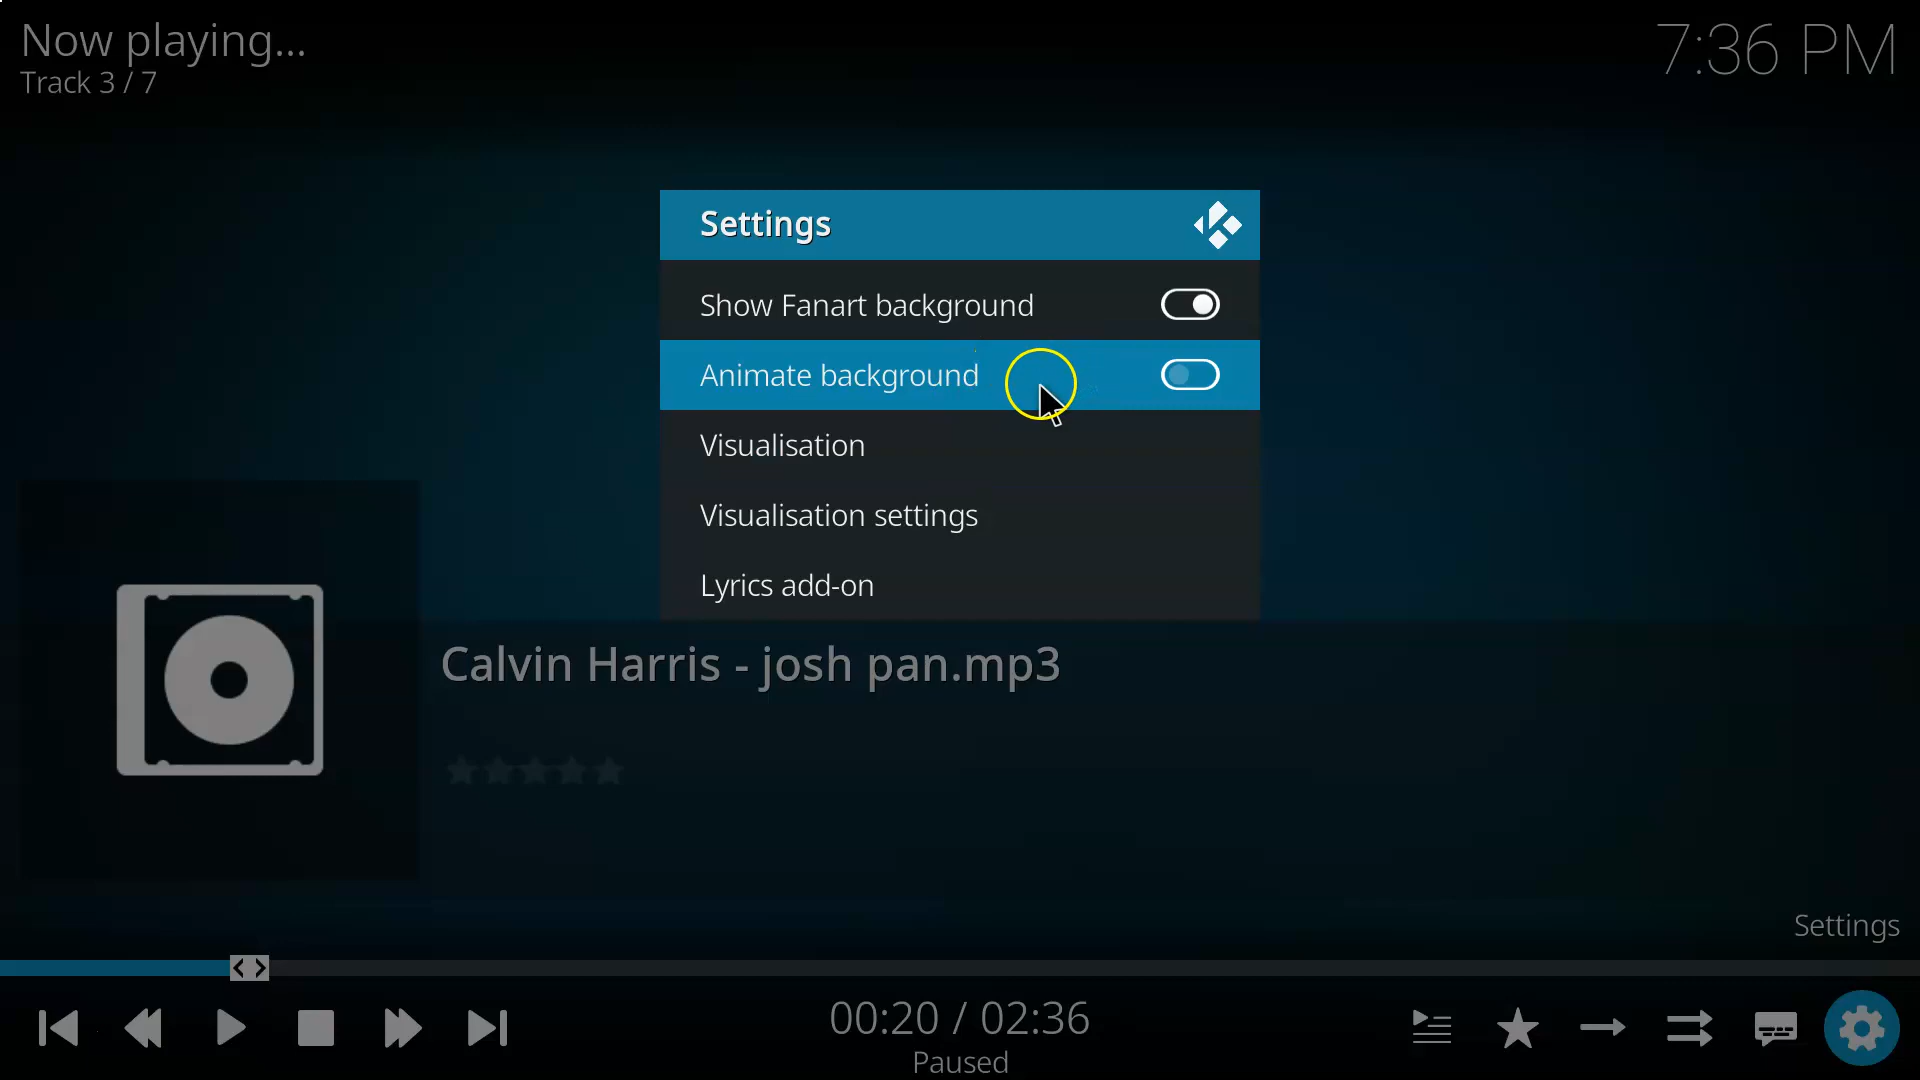 Now playing...
7:36 PM
Track 3 / 7
Settings
Show Fanart background
Animate background
Visualisation
Visualisation settings
Lyrics add-on
Calvin Harris - josh pan.mp3
Settings
00:20 / 02:36
Paused